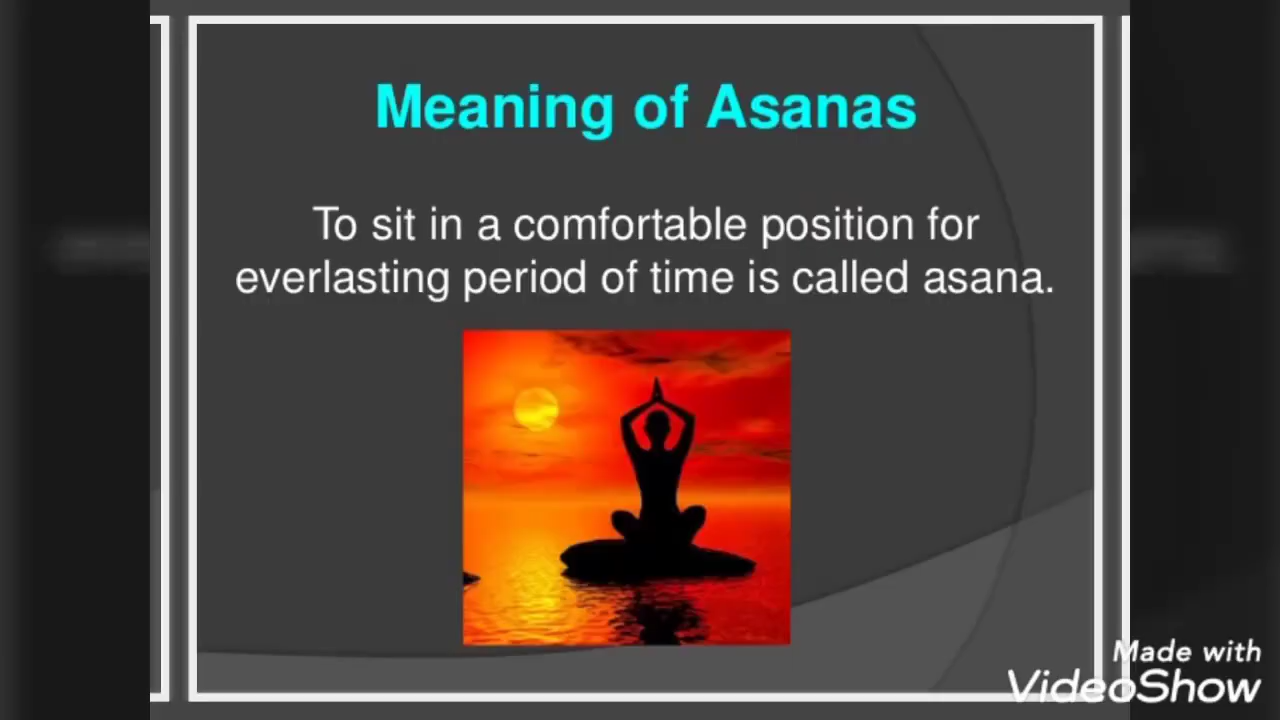 Meaning of Asanas
To sit in a comfortable position for
everlasting period of time is called asana.
Made with
VideoShow